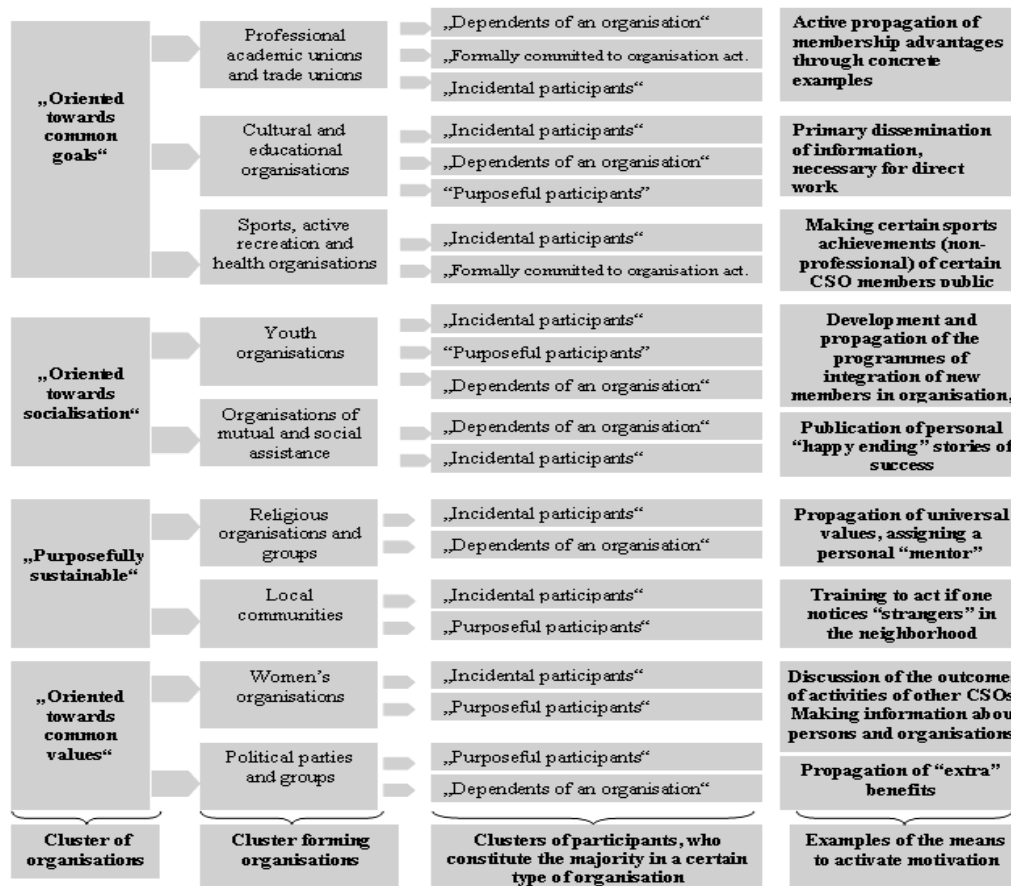 „Oriented
towards
common
goals“
Professional
academic unions
and trade unions
„Dependents of an organisation“
„Formally committed to organisation act.
„Incidental participants“
Active propagation of
membership advantages
through concrete
examples
Cultural and
educational
organisations
„Incidental participants“
„Dependents of an organisation“
“Purposeful participants”
Primary dissemination
of information,
necessary for direct
work
Sports, active
recreation and
health organisations
„Incidental participants“
„Formally committed to organisation act.
Making certain sports
achievements (non-
professional) of certain
CSO members public
„Oriented
towards
socialisation“
Youth
organisations
„Incidental participants“
“Purposeful participants”
„Dependents of an organisation“
Development and
propagation of the
programmes of
integration of new
members in organisation,
Organisations of
mutual and social
assistance
„Dependents of an organisation“
„Incidental participants“
Publication of personal
“happy ending” stories of
success
„Purposefully
sustainable“
Religious
organisations and
groups
„Incidental participants“
„Dependents of an organisation“
Propagation of universal
values, assigning a
personal “mentor”
Local
communities
„Incidental participants“
„Purposeful participants“
Training to act if one
notices “strangers” in
the neighborhood
„Oriented
towards
common
values“
Women’s
organisations
„Incidental participants“
„Purposeful participants“
Discussion of the outcome
of activities of other CSOs
Making information abou
persons and organisations
Political parties
and groups
„Purposeful participants“
„Dependents of an organisation“
Propagation of “extra”
benefits
Cluster of
organisations
Cluster forming
organisations
Clusters of participants, who
constitute the majority in a certain
type of organisation
Examples of the means
to activate motivation